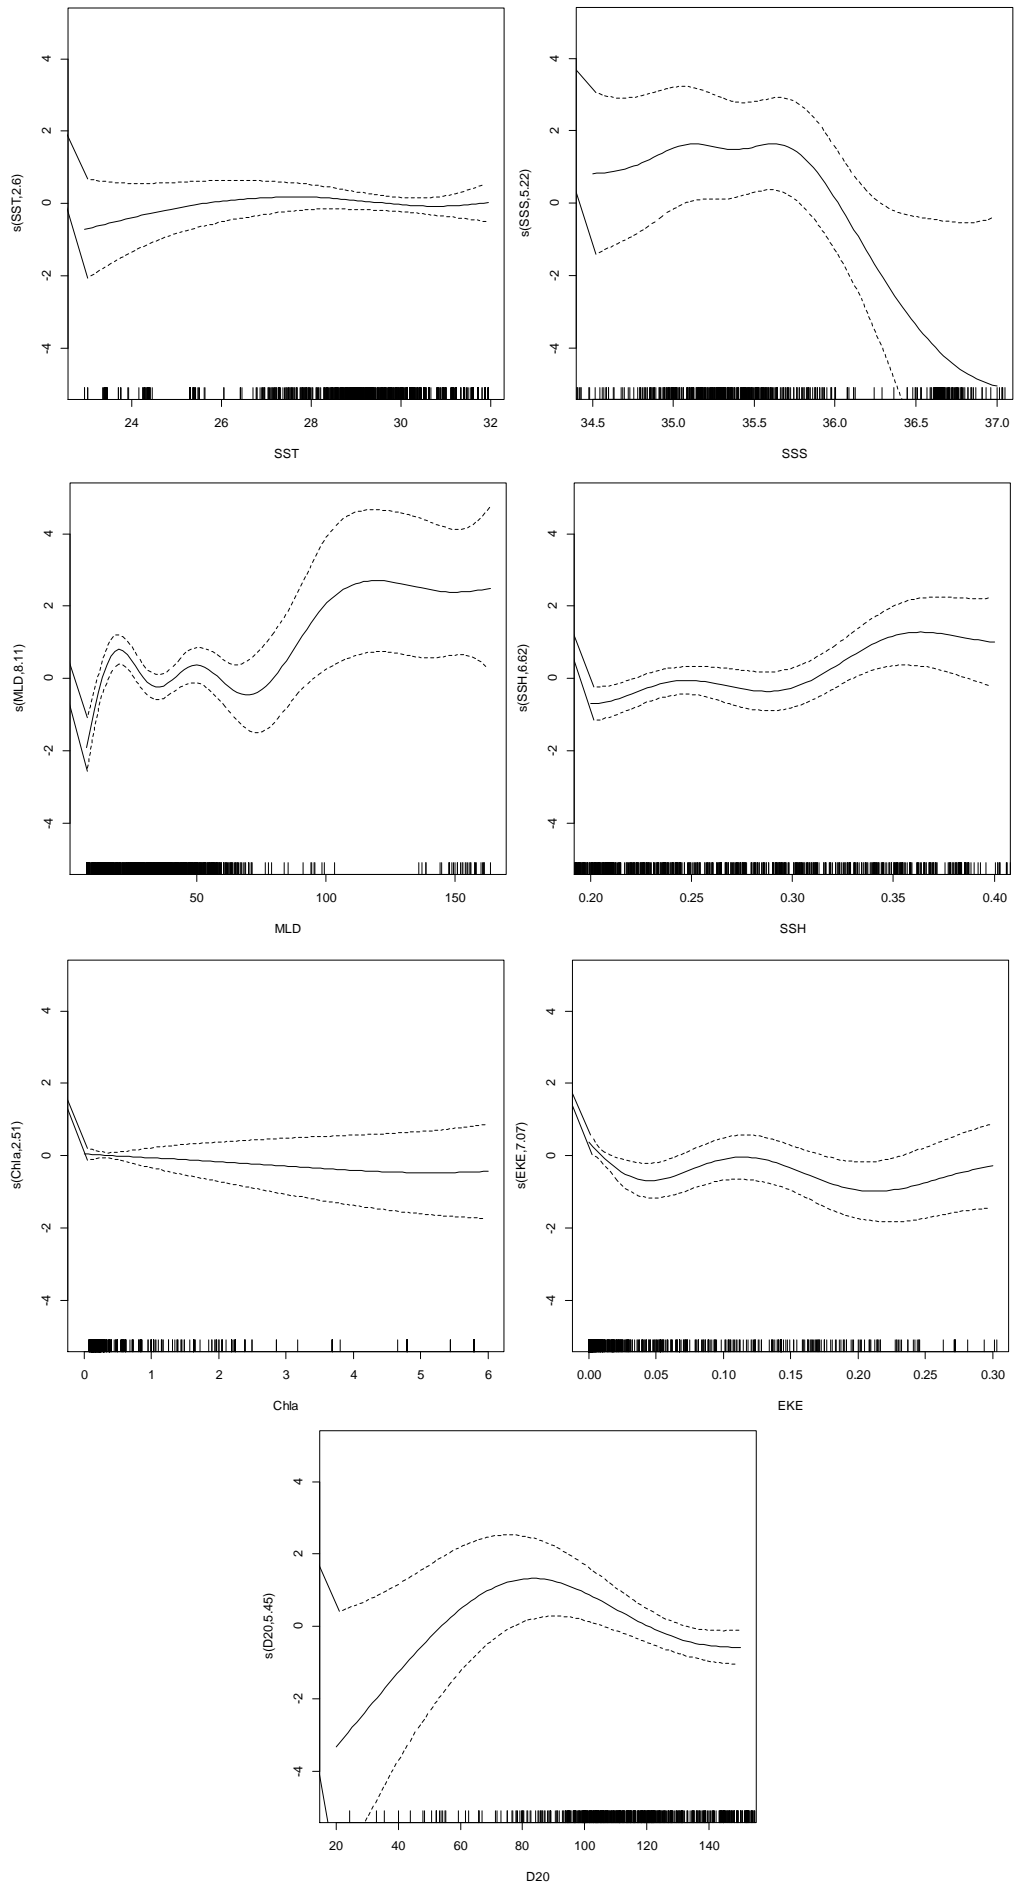 4
2
0
-2
-4
s(SST,2.6)
24 26 28 30 32
SST
4
2
0
-2
-4
s(SSS,5.22)
34.5 35.0 35.5 36.0 36.5 37.0
SSS
4
2
0
-2
-4
s(MLD,8.11)
50 100 150
MLD
4
2
0
-2
-4
s(SSH,6.62)
0.20 0.25 0.30 0.35 0.40
SSH
4
2
0
-2
-4
s(Chla,2.51)
0 1 2 3 4 5 6
Chla
4
2
0
-2
-4
s(EKE,7.07)
0.00 0.05 0.10 0.15 0.20 0.25 0.30
EKE
4
2
0
-2
-4
s(D20,5.45)
20 40 60 80 100 120 140
D20